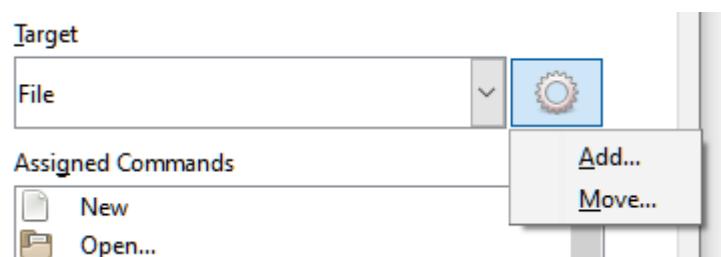 Target
File
Add...
Assigned Commands
Move...
New
Open...